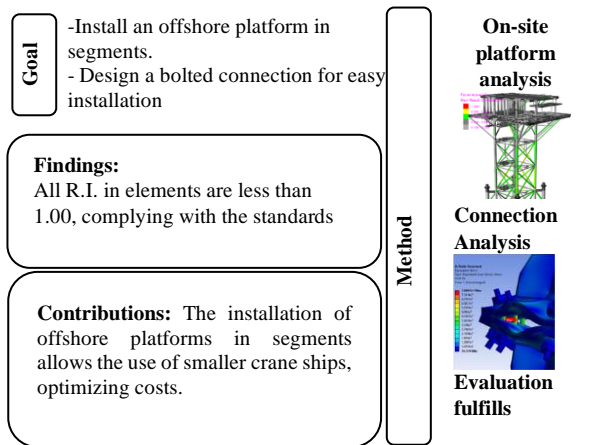 Goal
-Install an offshore platform in
segments.
- Design a bolted connection for easy
installation
Findings:
All R.I. in elements are less than
1.00, complying with the standards
Contributions: The installation of
offshore platforms in segments
allows the use of smaller crane ships,
optimizing costs.
Method
On-site
platform
analysis
Connection
Analysis
Evaluation
fulfills